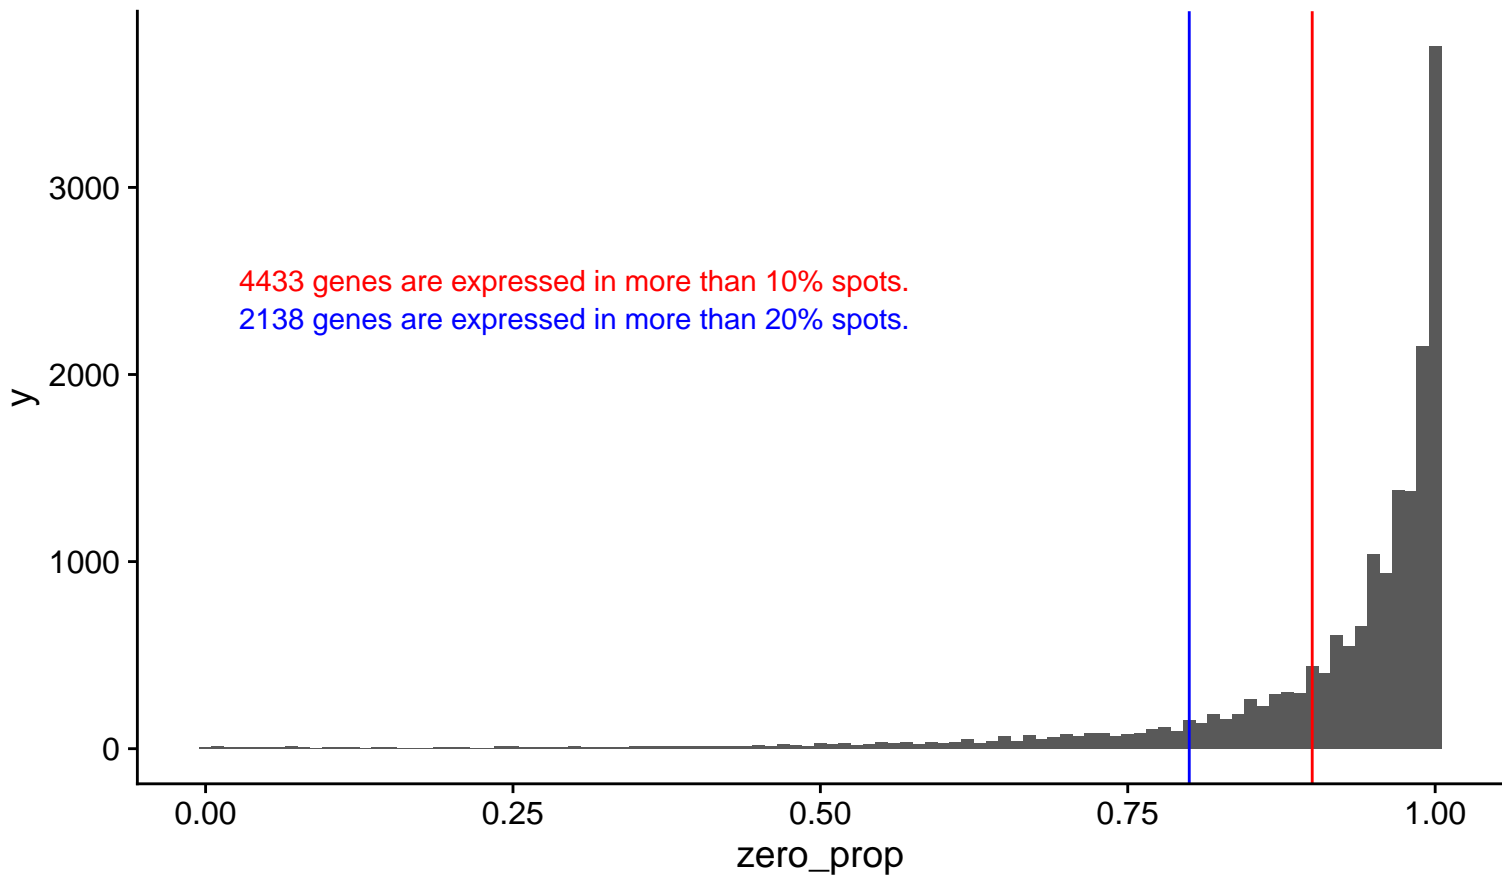 3000
4433 genes are expressed in more than 10% spots.
2138 genes are expressed in more than 20% spots.
2000
y
1000
0
0.00 0.25 0.50 0.75 1.00
zero_prop